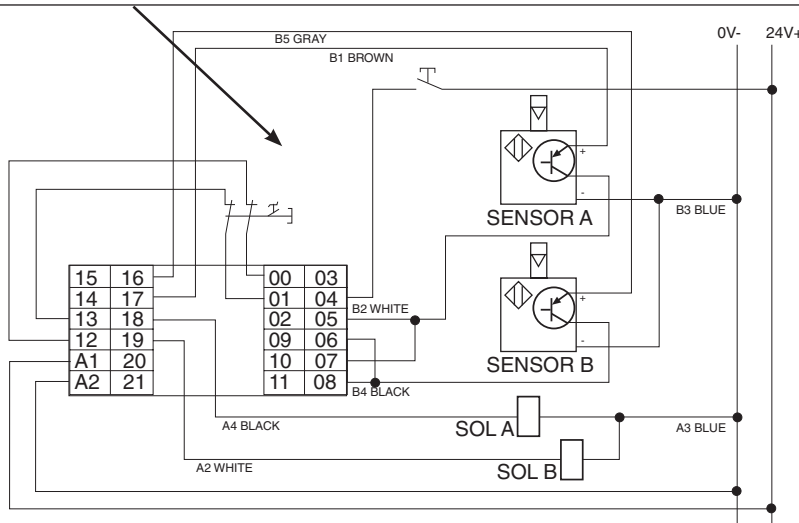 0V- 24V+
B5 GRAY
B1 BROWN
+
-
SENSOR A
B3 BLUE
15 16 00 03
14 17 01 04
B2 WHITE
13 18 02 05
12 19 09 06
A1 20 10 07
A2 21 11 08
B4 BLACK
+
-
SENSOR B
A4 BLACK
SOL A
A3 BLUE
A2 WHITE
SOL B